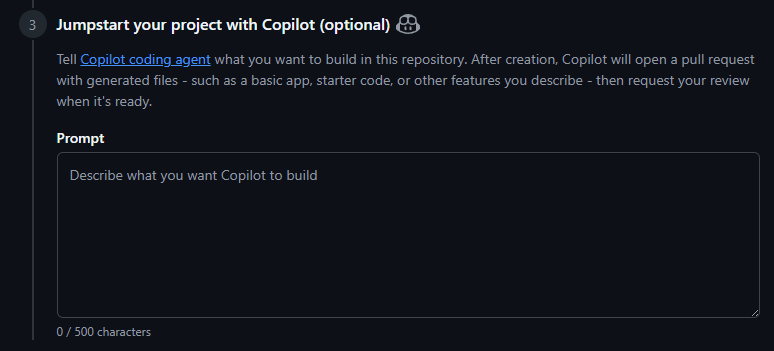 3
Jumpstart your project with Copilot (optional)
Tell Copilot coding agent what you want to build in this repository. After creation, Copilot will open a pull request
with generated files - such as a basic app, starter code, or other features you describe - then request your review
when it's ready.
Prompt
Describe what you want Copilot to build
0 / 500 characters